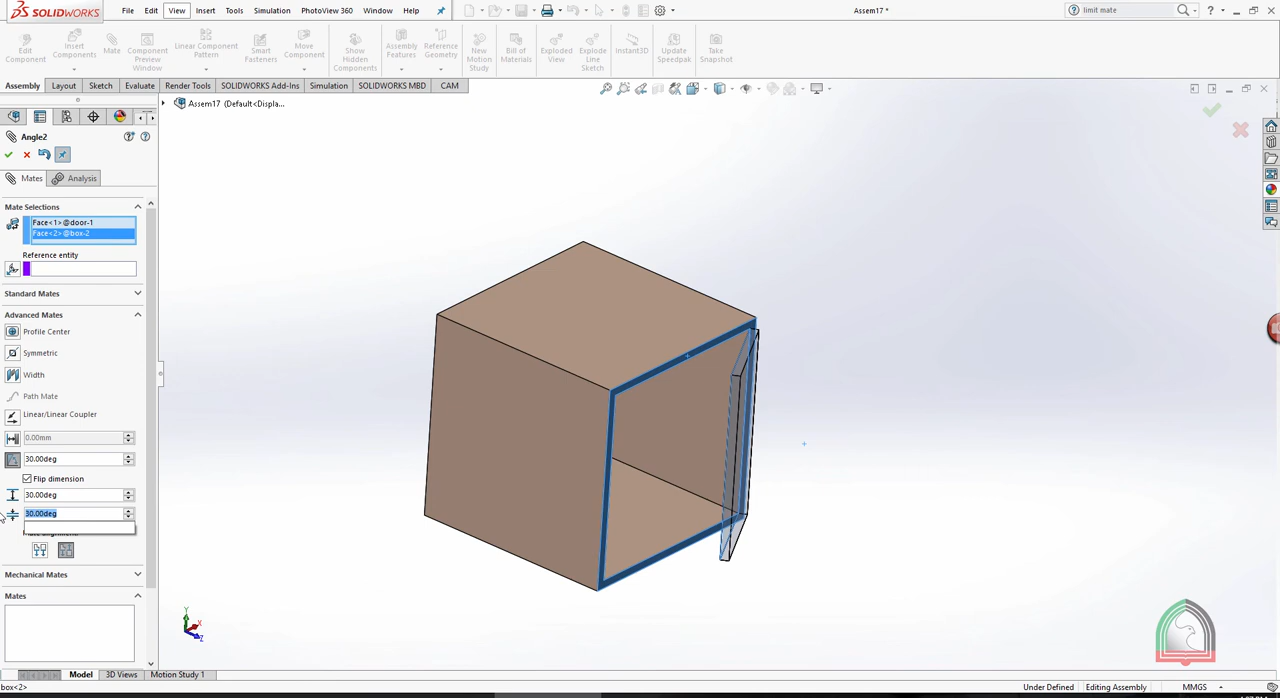 SOLIDWORKS File Edit View Insert Tools Simulation PhotoView 360 Window Help Assem17 * limit mate
Edit Component
Insert Components
Mate
Component Preview Window
Linear Component Pattern
Smart Fasteners
Move Component
Show Hidden Components
Assembly Features
Reference Geometry
New Motion Study
Bill of Materials
Exploded View
Explode Line Sketch
Instant3D
Update Speedpak
Take Snapshot
Assembly Layout Sketch Evaluate Render Tools SOLIDWORKS Add-Ins Simulation SOLIDWORKS MBD CAM
Assem17 (Default<Displa...
Angle2
Mates Analysis
Mate Selections
Face<1>@door-1
Face<2>@box-2
Reference entity
Standard Mates
Advanced Mates
Profile Center
Symmetric
Width
Path Mate
Linear/Linear Coupler
0.00mm
30.00deg
Flip dimension
30.00deg
30.00deg
Mechanical Mates
Mates
Y
X
Z
Model 3D Views Motion Study 1
box<2> Under Defined Editing Assembly MMGS